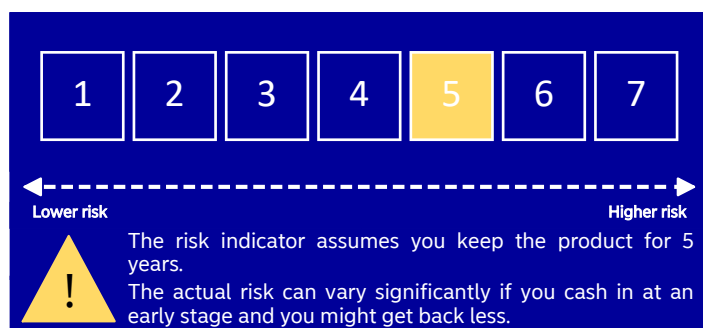 1 2 3 4 5 6 7
Lower risk Higher risk
The risk indicator assumes you keep the product for 5
years.
!
The actual risk can vary significantly if you cash in at an
early stage and you might get back less.